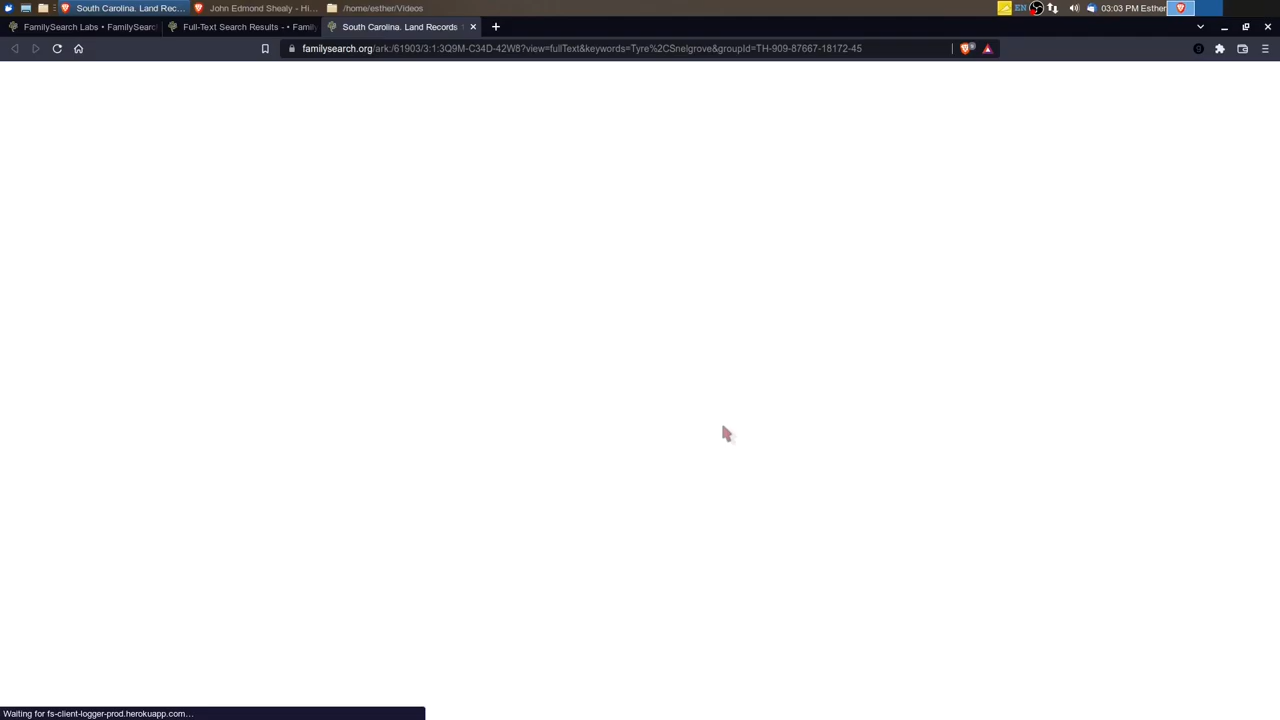 South Carolina. Land Rec...
John Edmond Shealy - Hi...
/home/esther/Videos
EN
03:03 PM Esther
FamilySearch Labs • FamilySearc
Full-Text Search Results - • Family
South Carolina. Land Records
familysearch.org/ark:/61903/3:1:3Q9M-C34D-42W8?view=fullText&keywords=Tyre%2CSnelgrove&groupId=TH-909-87667-18172-45
Waiting for fs-client-logger-prod.herokuapp.com...